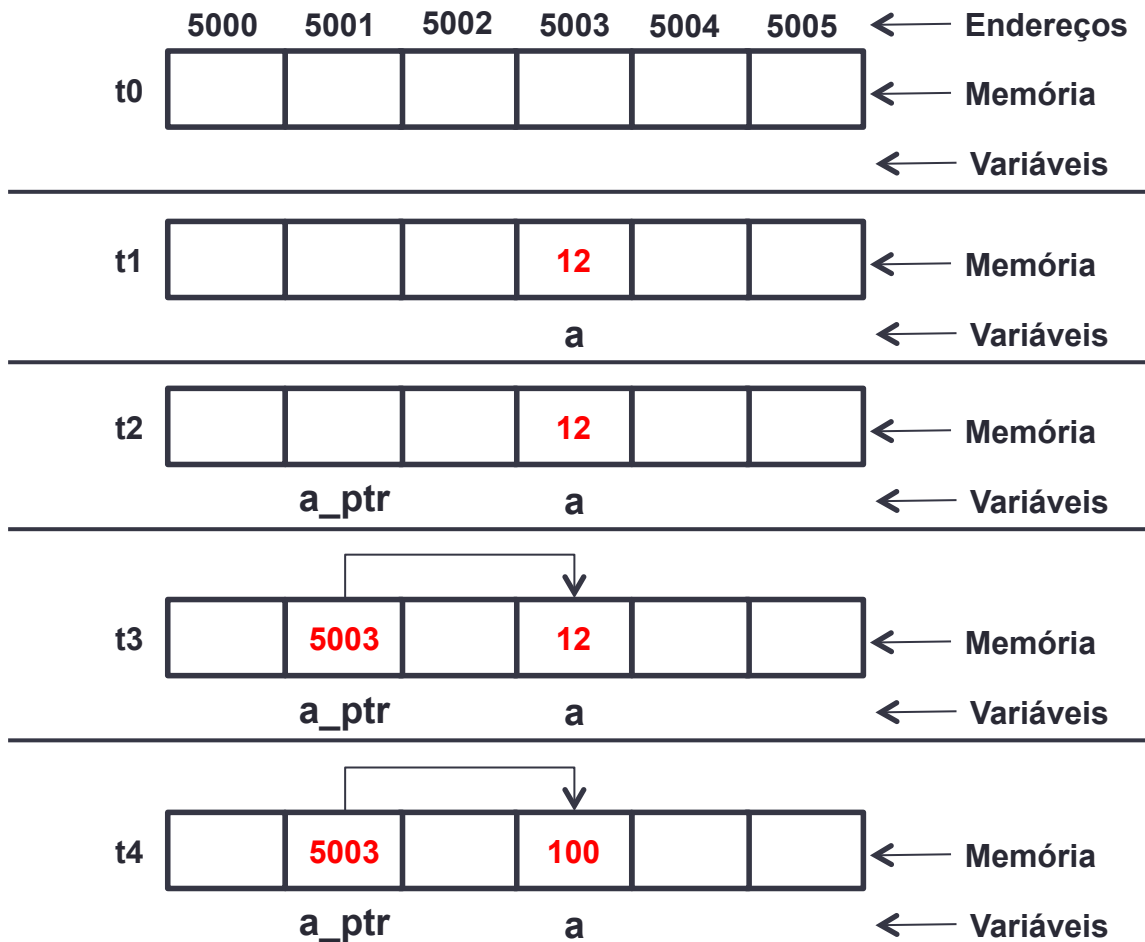 5000 5001 5002 5003 5004 5005 Endereços
t0 Memória
Variáveis
t1 12 Memória
a Variáveis
t2 12 Memória
a_ptr a Variáveis
t3 5003 12 Memória
a_ptr a Variáveis
t4 5003 100 Memória
a_ptr a Variáveis